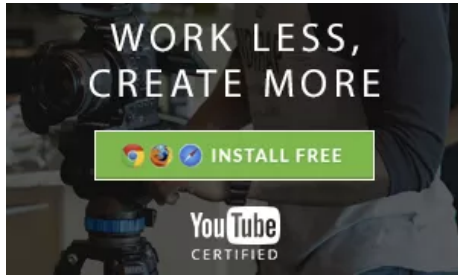 WORK LESS,
CREATE MORE
INSTALL FREE
YouTube
CERTIFIED